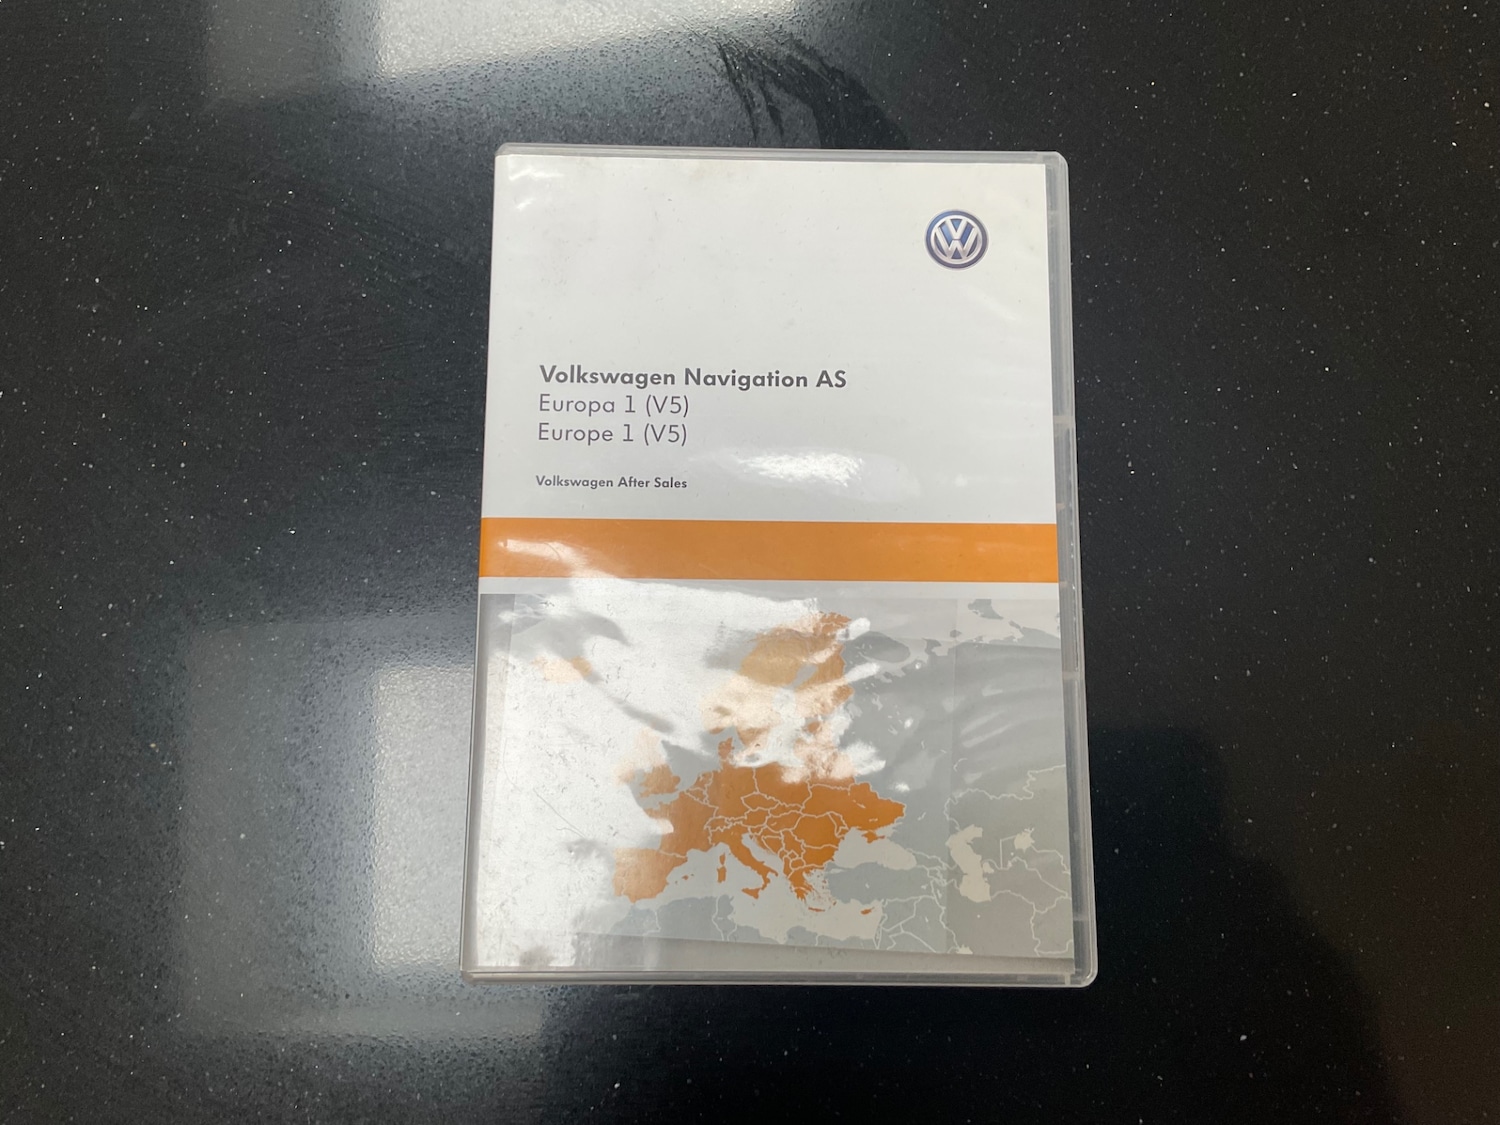 Volkswagen Navigation AS
Europa 1 (V5)
Europe 1 (V5)
Volkswagen After Sales